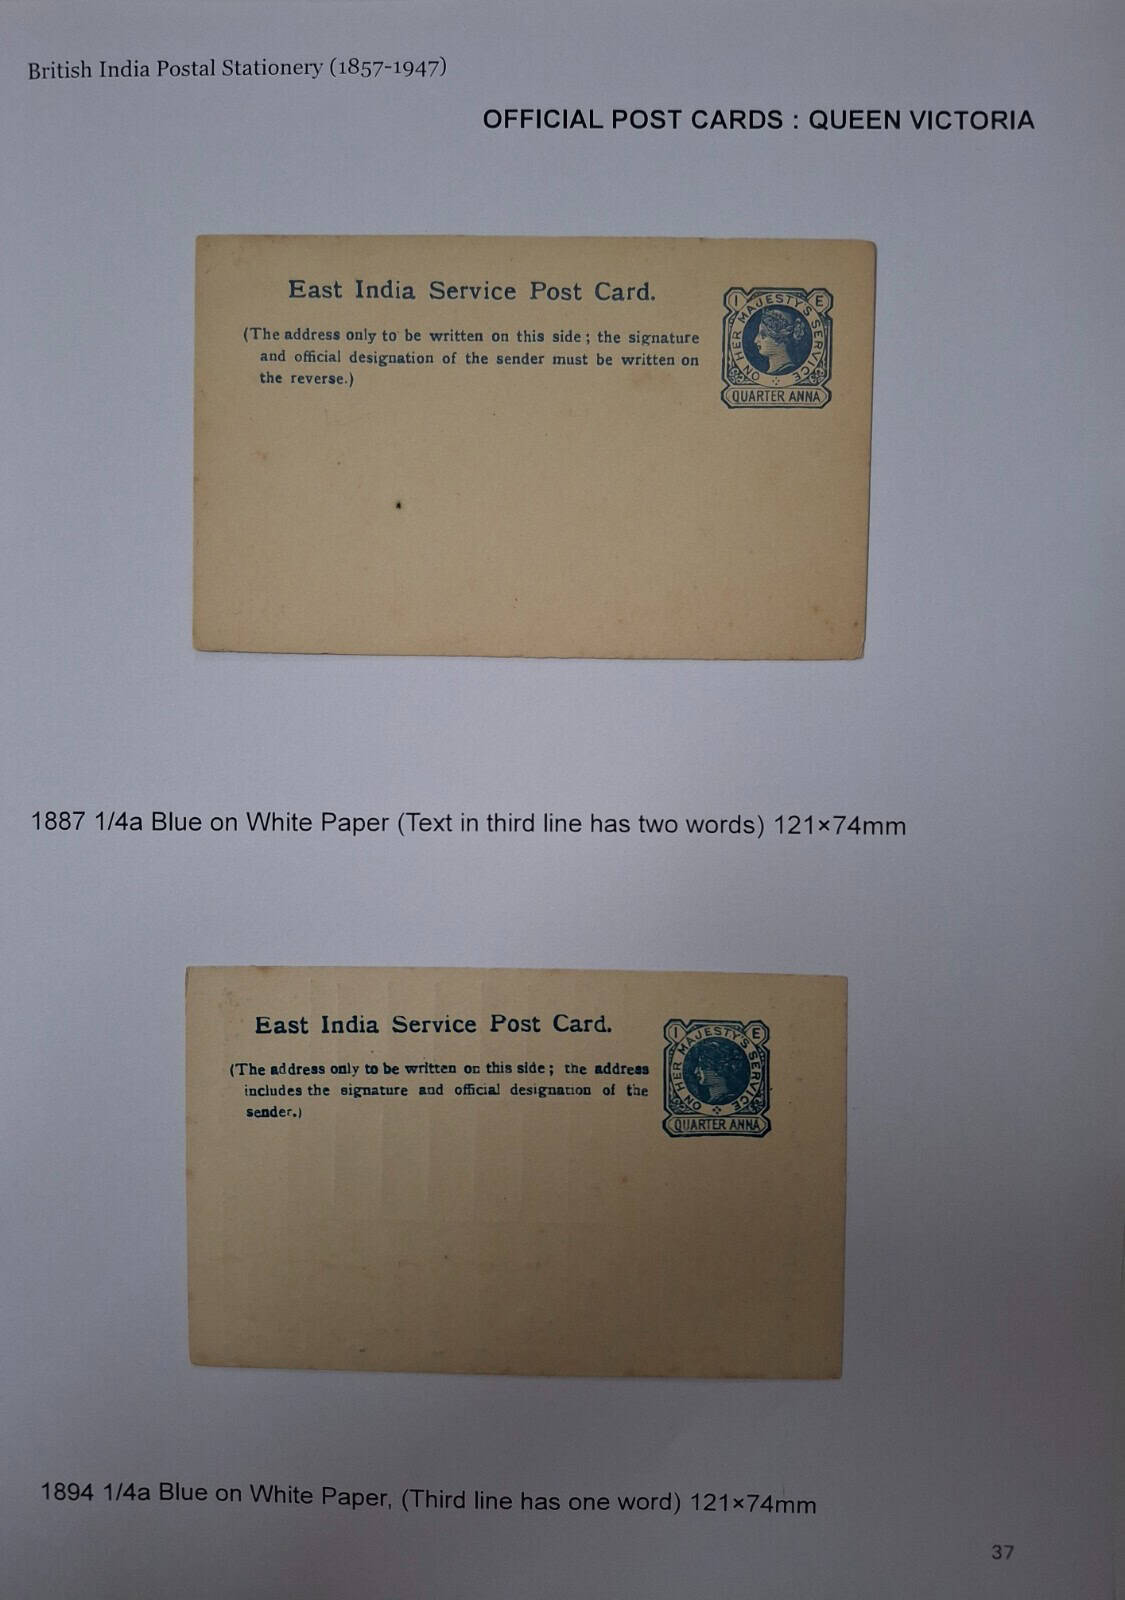 British India Postal Stationery (1857-1947)
OFFICIAL POST CARDS : QUEEN VICTORIA
East India Service Post Card.
(The address only to be written on this side; the signature
and official designation of the sender must be written on
the reverse.)
I E
ON HER MAJESTY'S SERVICE
QUARTER ANNA
1887 1/4a Blue on White Paper (Text in third line has two words) 121×74mm
East India Service Post Card.
(The address only to be written on this side; the address
includes the signature and official designation of the
sender.)
I E
ON HER MAJESTY'S SERVICE
QUARTER ANNA
1894 1/4a Blue on White Paper, (Third line has one word) 121×74mm
37